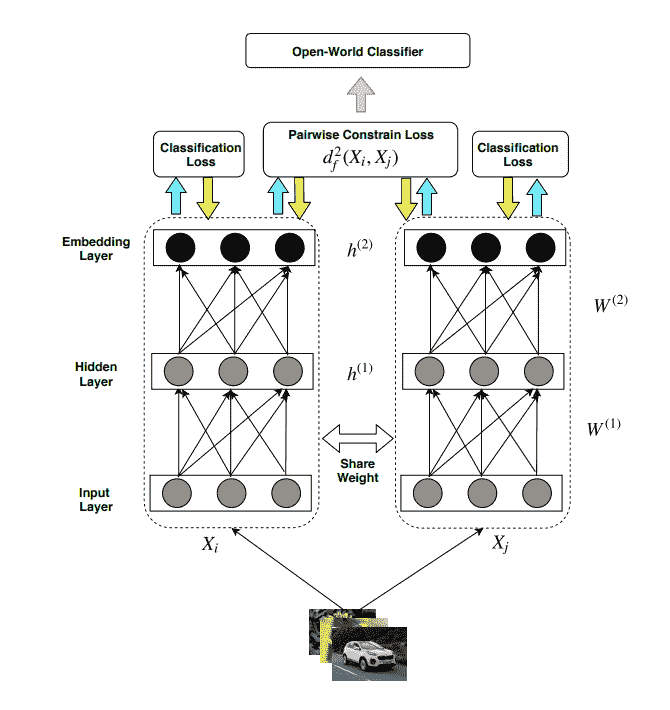 Open-World Classifier
Classification
Loss
Pairwise Constrain Loss
d_f^2(X_i, X_j)
Classification
Loss
Embedding
Layer
h^(2)
W^(2)
Hidden
Layer
h^(1)
W^(1)
Share
Weight
Input
Layer
X_i
X_j